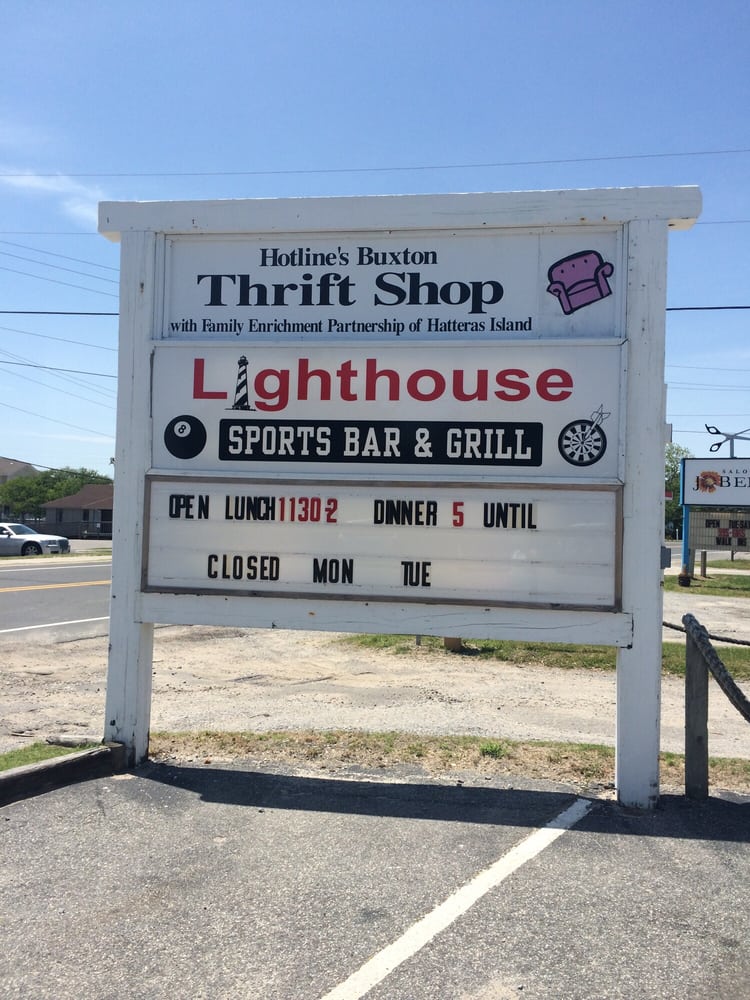 Hotline's Buxton
Thrift Shop
with Family Enrichment Partnership of Hatteras Island
Lighthouse
8
SPORTS BAR & GRILL
OPEN LUNCH 1130-2 DINNER 5 UNTIL
CLOSED MON TUE